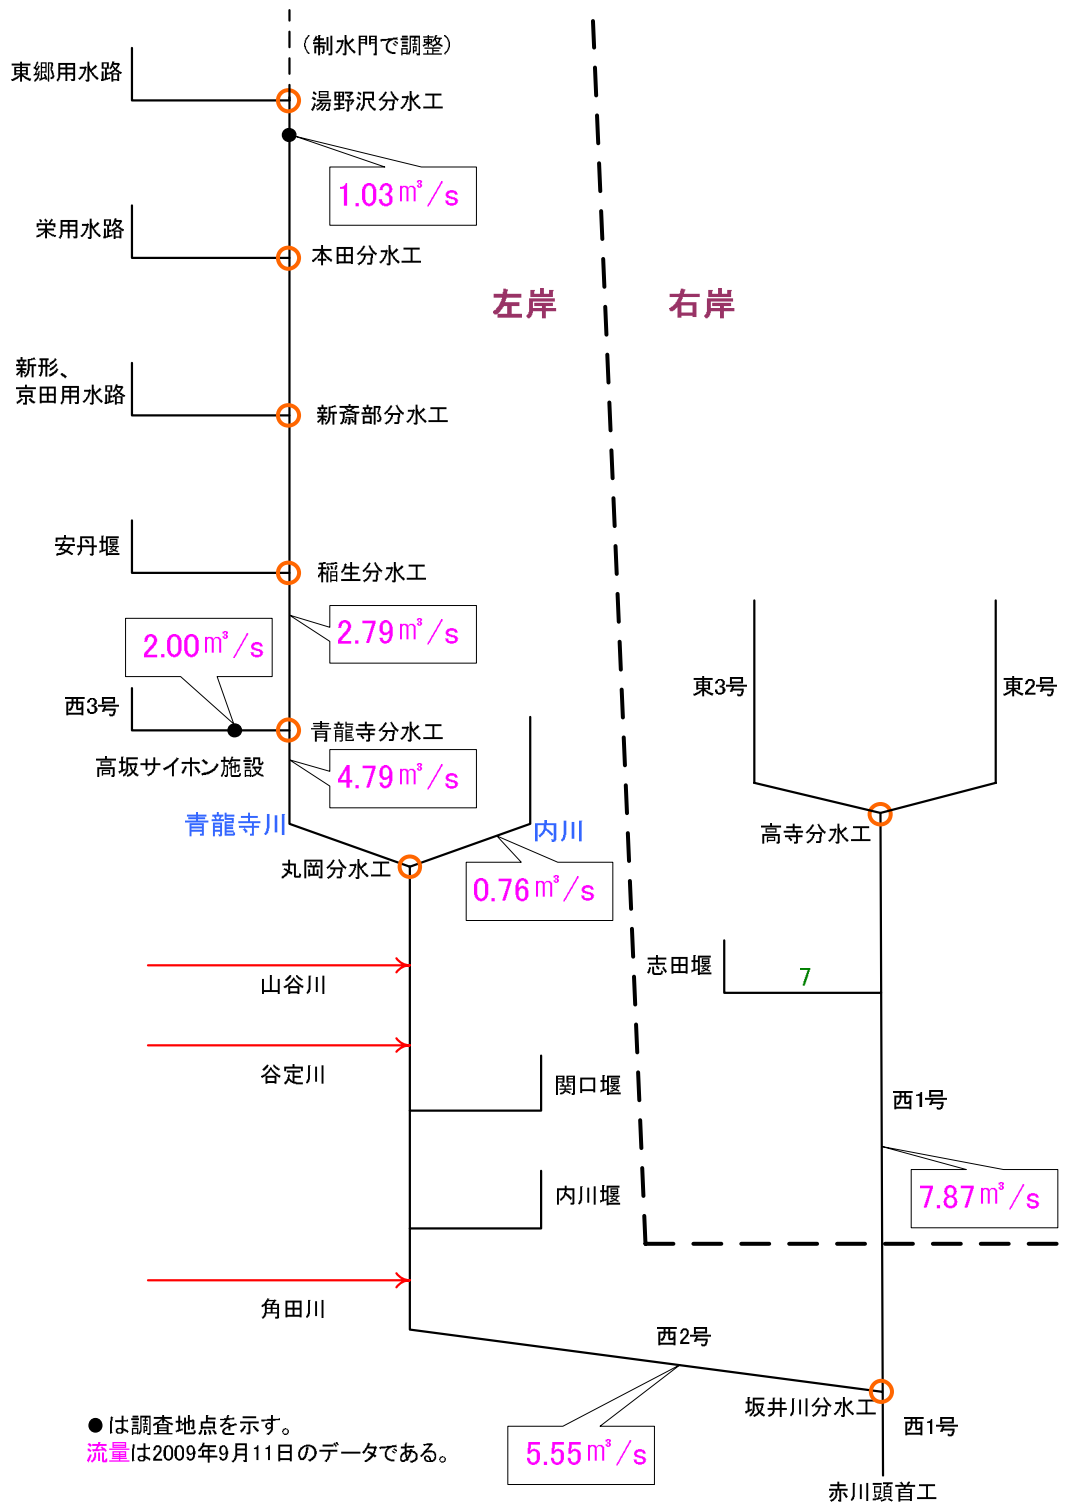 （制水門で調整）
東郷用水路
湯野沢分水工
1.03㎥/s
栄用水路
本田分水工
左岸
右岸
新形、
京田用水路
新斎部分水工
安丹堰
稲生分水工
2.79㎥/s
2.00㎥/s
東3号
東2号
西3号
青龍寺分水工
高坂サイホン施設
4.79㎥/s
青龍寺川
内川
高寺分水工
丸岡分水工
0.76㎥/s
志田堰
7
山谷川
谷定川
関口堰
西1号
内川堰
7.87㎥/s
角田川
西2号
坂井川分水工
西1号
●は調査地点を示す。
流量は2009年9月11日のデータである。
5.55㎥/s
赤川頭首工